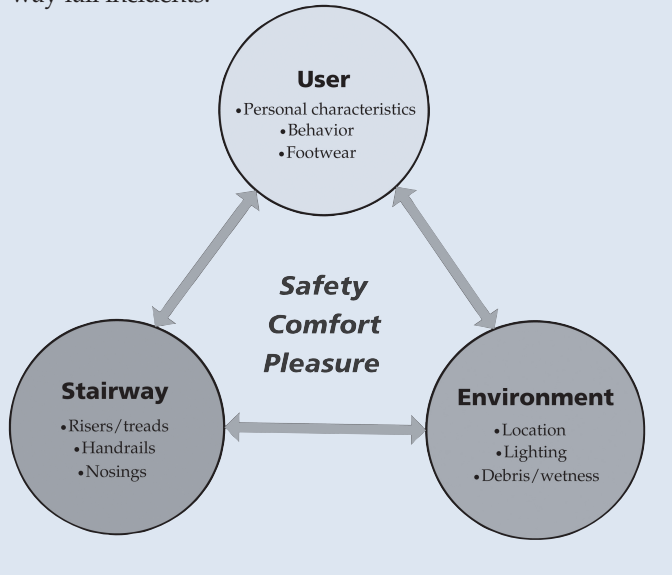 way fall incidents.
User
•Personal characteristics
•Behavior
•Footwear
Safety
Comfort
Pleasure
Stairway
•Risers/treads
•Handrails
•Nosings
Environment
•Location
•Lighting
•Debris/wetness